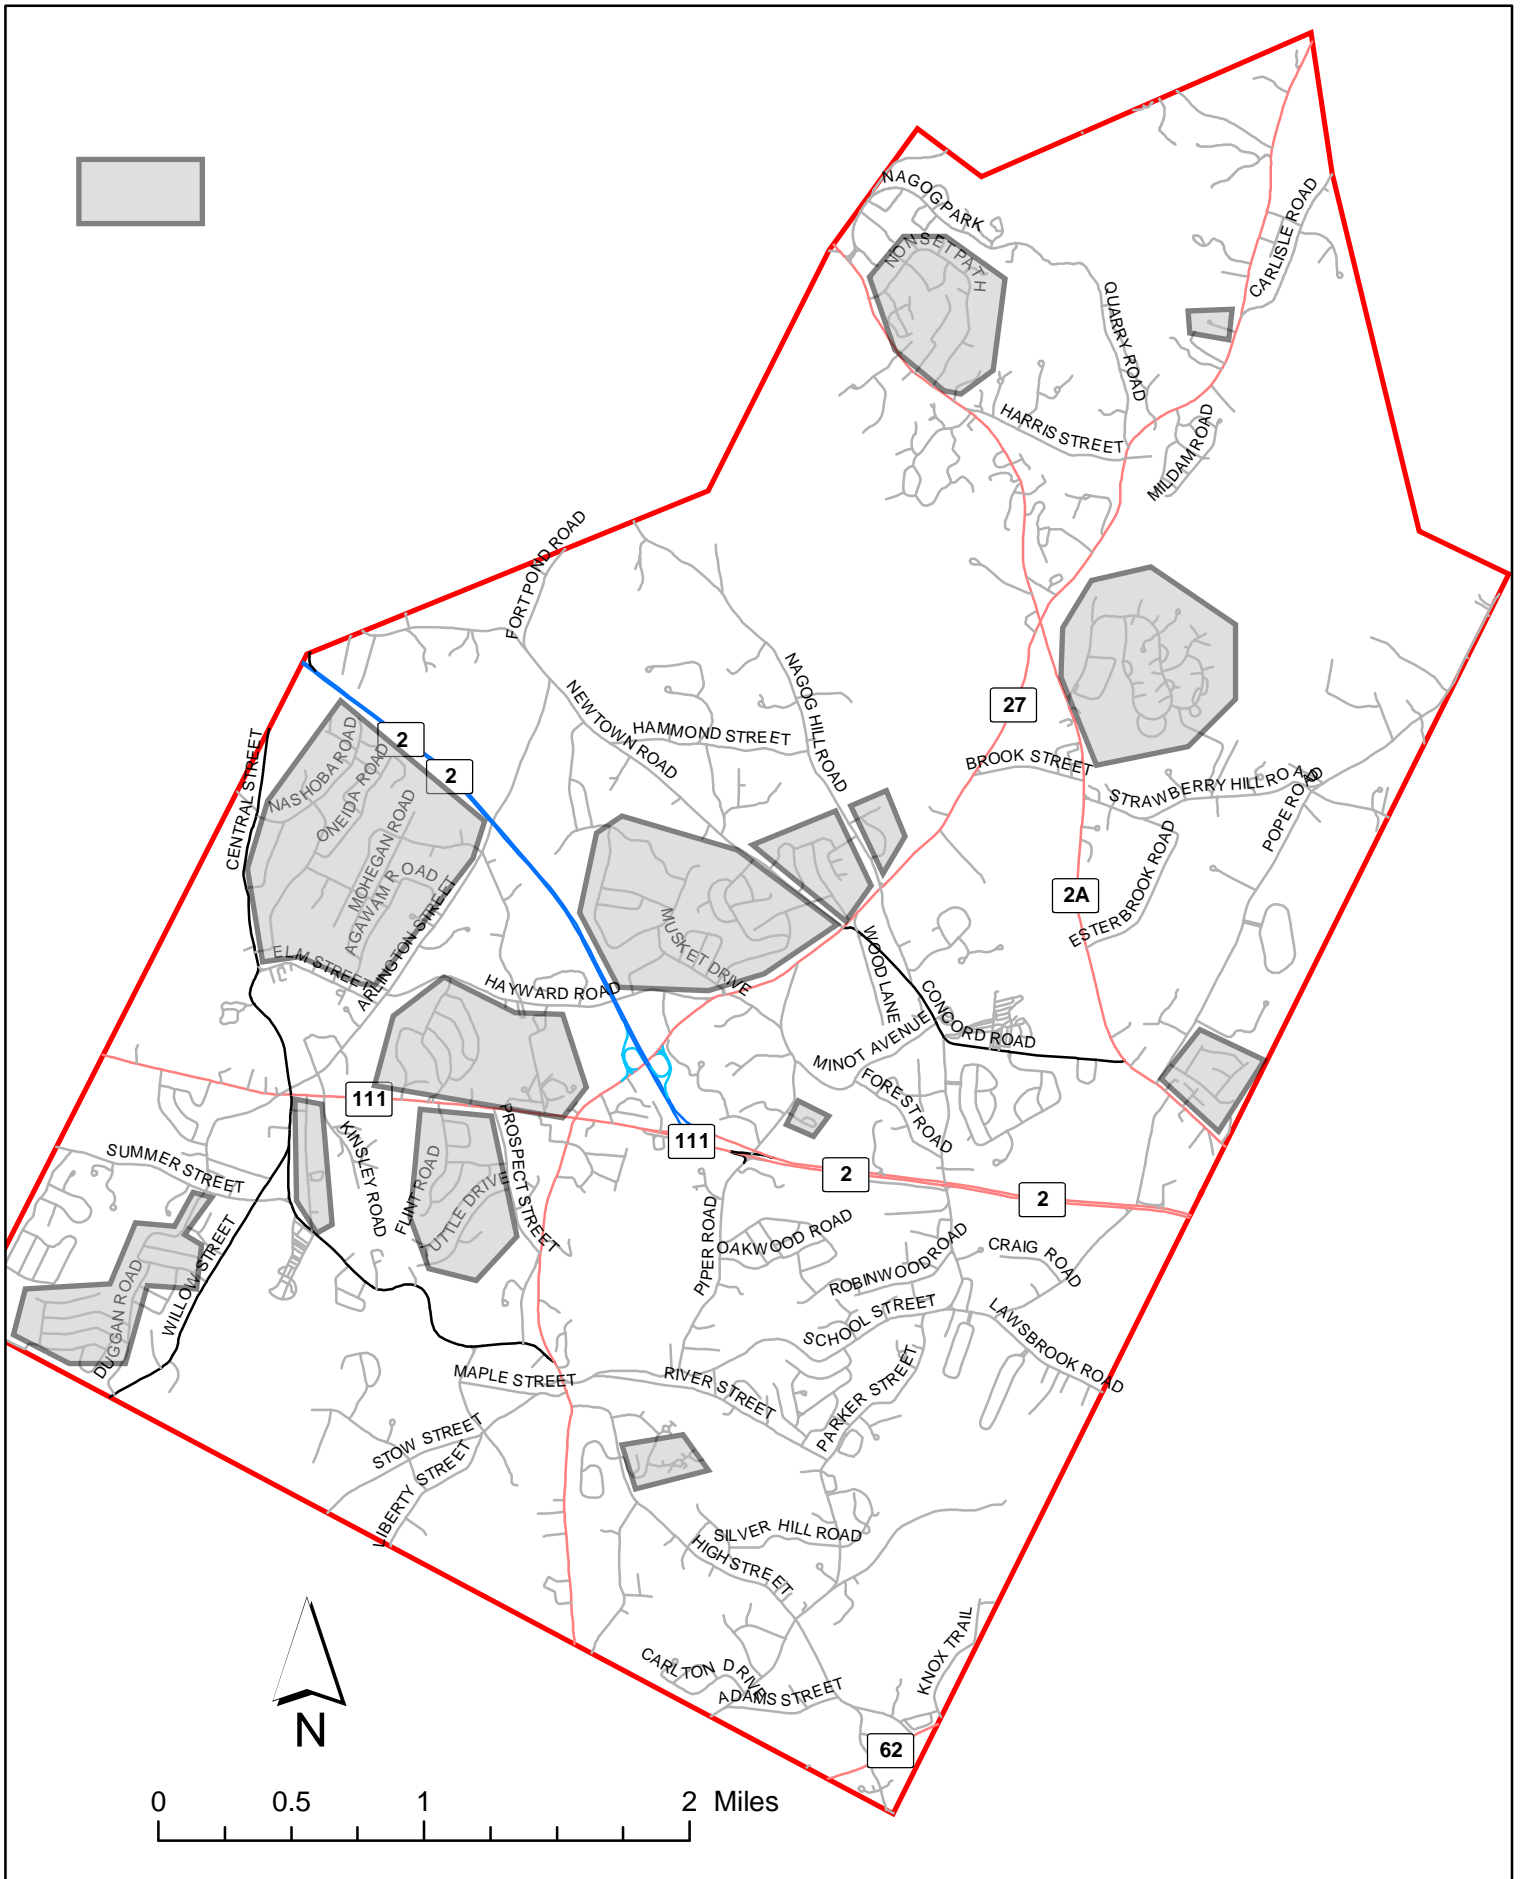 NAGOG PARK
NONSET PATH
CARLISLE ROAD
QUARRY ROAD
HARRIS STREET
MILDAM ROAD
FORT POND ROAD
NEWTOWN ROAD
HAMMOND STREET
NAGOG HILL ROAD
27
BROOK STREET
STRAWBERRY HILL ROAD
POPE ROAD
CENTRAL STREET
NASHOBA ROAD
ONEIDA ROAD
2
2
MOHEGAN ROAD
AGAWAM ROAD
ARLINGTON STREET
ELM STREET
2A
ESTERBROOK ROAD
MUSKET DRIVE
HAYWARD ROAD
WOOD LANE
CONCORD ROAD
MINOT AVENUE
FOREST ROAD
111
111
2
2
SUMMER STREET
KINSLEY ROAD
FLINT ROAD
TUTTLE DRIVE
PROSPECT STREET
WILLOW STREET
DUGGAN ROAD
PIPER ROAD
OAKWOOD ROAD
ROBINWOOD ROAD
CRAIG ROAD
SCHOOL STREET
LAWSBROOK ROAD
MAPLE STREET
RIVER STREET
PARKER STREET
STOW STREET
LIBERTY STREET
SILVER HILL ROAD
HIGH STREET
CARLTON DRIVE
ADAMS STREET
KNOX TRAIL
62
N
0 0.5 1 2 Miles